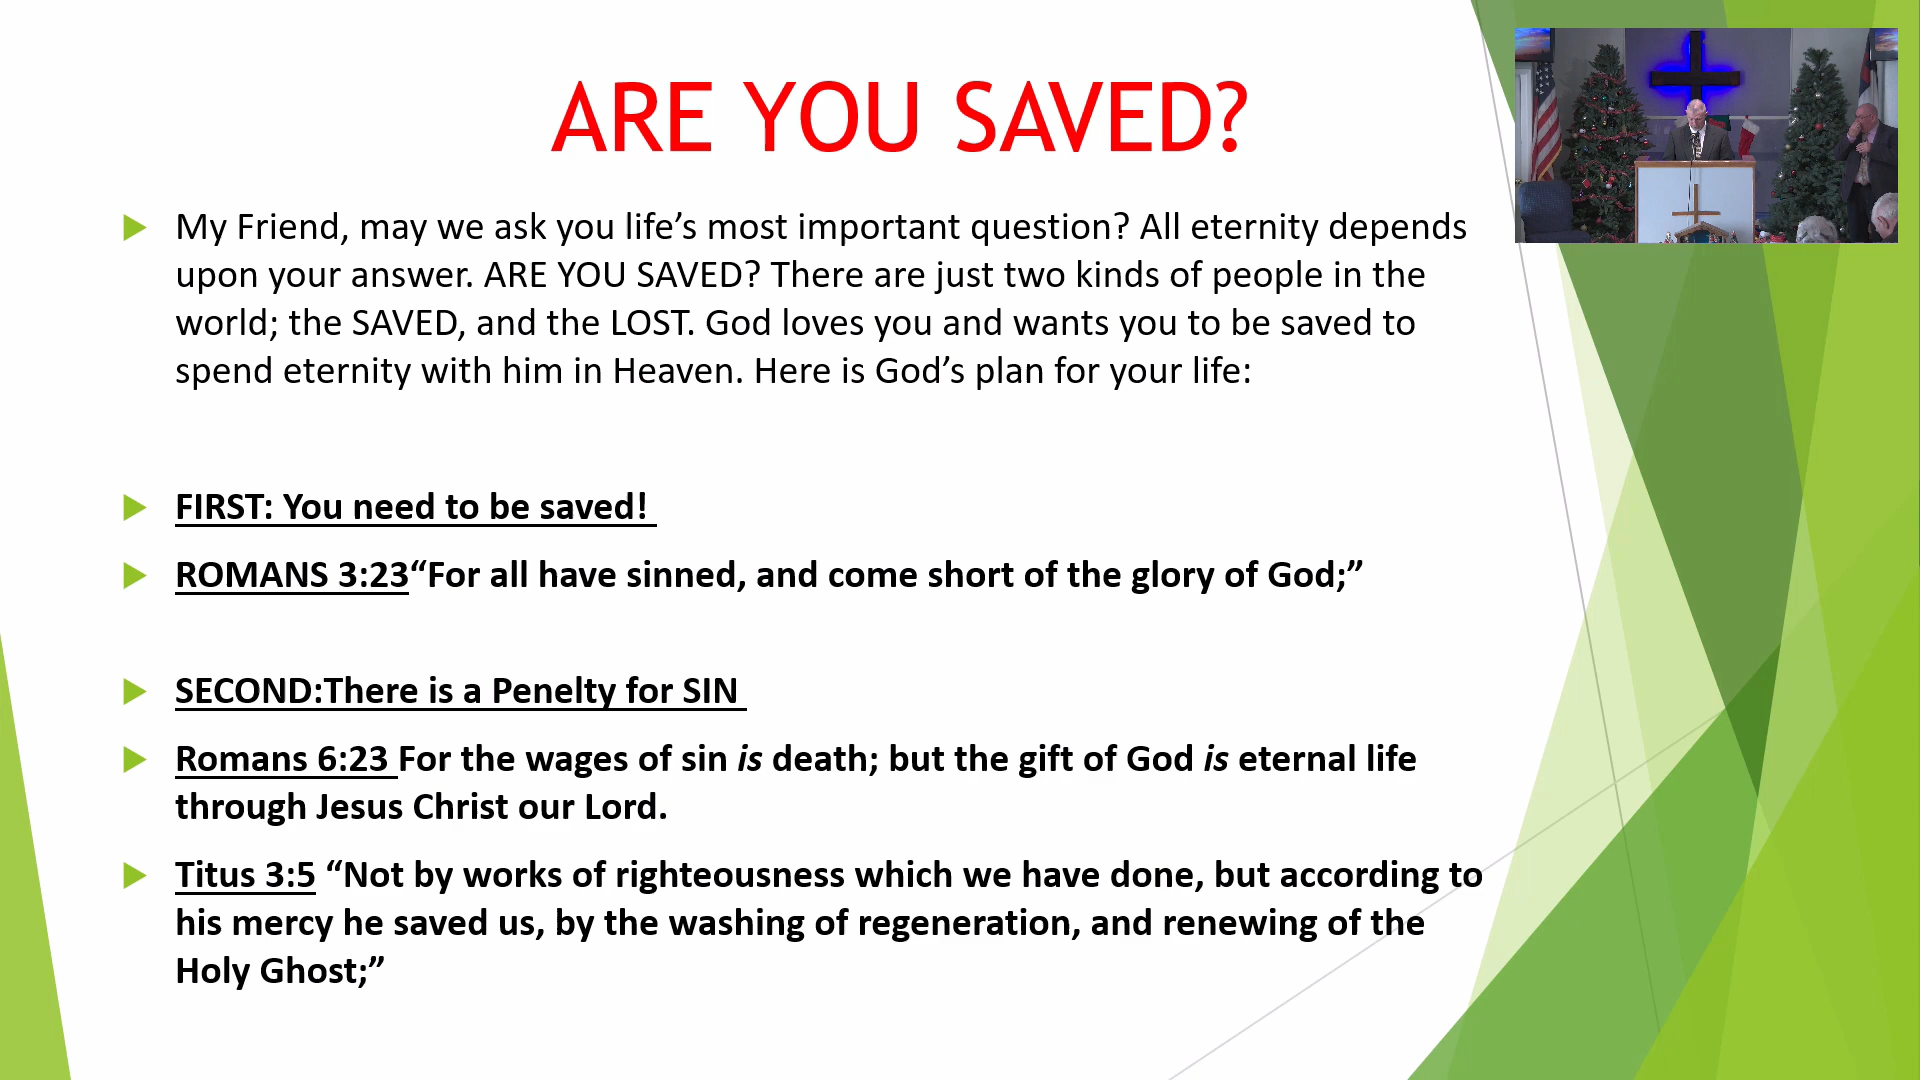 ARE YOU SAVED?
My Friend, may we ask you life’s most important question? All eternity depends
upon your answer. ARE YOU SAVED? There are just two kinds of people in the
world; the SAVED, and the LOST. God loves you and wants you to be saved to
spend eternity with him in Heaven. Here is God’s plan for your life:
FIRST: You need to be saved!
ROMANS 3:23“For all have sinned, and come short of the glory of God;”
SECOND:There is a Penelty for SIN
Romans 6:23 For the wages of sin is death; but the gift of God is eternal life
through Jesus Christ our Lord.
Titus 3:5 “Not by works of righteousness which we have done, but according to
his mercy he saved us, by the washing of regeneration, and renewing of the
Holy Ghost;”